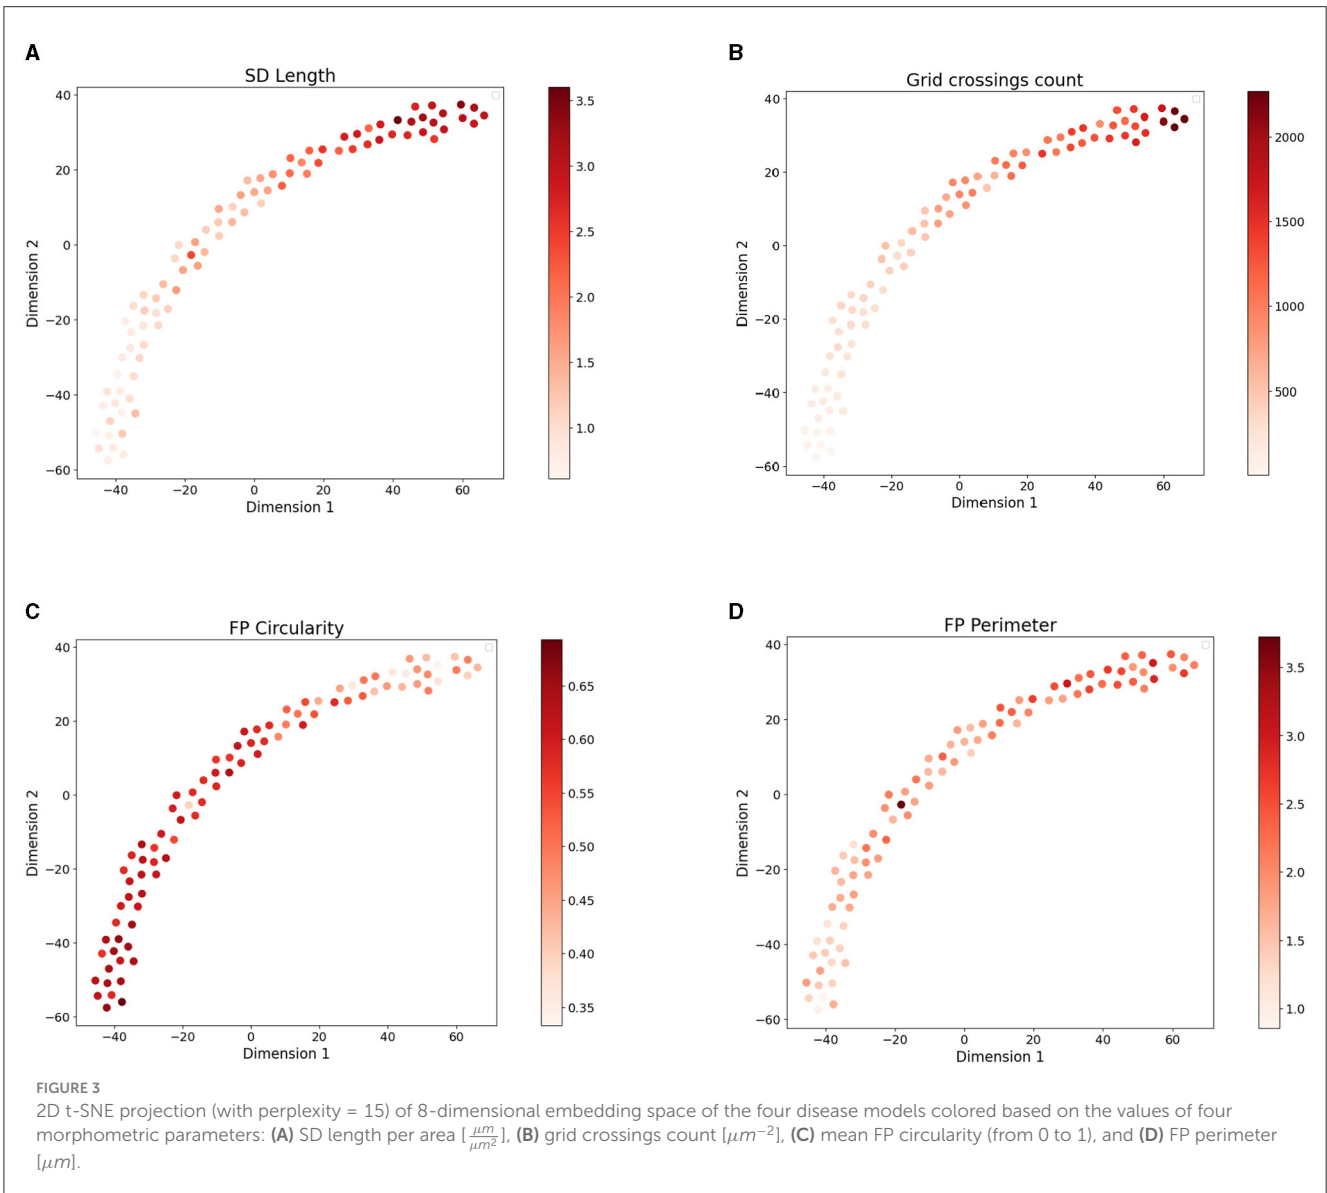 A
SD Length
40
20
0
−20
−40
−60
Dimension 2
−40 −20 0 20 40 60
Dimension 1
3.5
3.0
2.5
2.0
1.5
1.0
B
Grid crossings count
40
20
0
−20
−40
−60
Dimension 2
−40 −20 0 20 40 60
Dimension 1
2000
1500
1000
500
C
FP Circularity
40
20
0
−20
−40
−60
Dimension 2
−40 −20 0 20 40 60
Dimension 1
0.65
0.60
0.55
0.50
0.45
0.40
0.35
D
FP Perimeter
40
20
0
−20
−40
−60
Dimension 2
−40 −20 0 20 40 60
Dimension 1
3.5
3.0
2.5
2.0
1.5
1.0
FIGURE 3
2D t-SNE projection (with perplexity = 15) of 8-dimensional embedding space of the four disease models colored based on the values of four
morphometric parameters: (A) SD length per area [μm/μm²], (B) grid crossings count [μm⁻²], (C) mean FP circularity (from 0 to 1), and (D) FP perimeter
[μm].